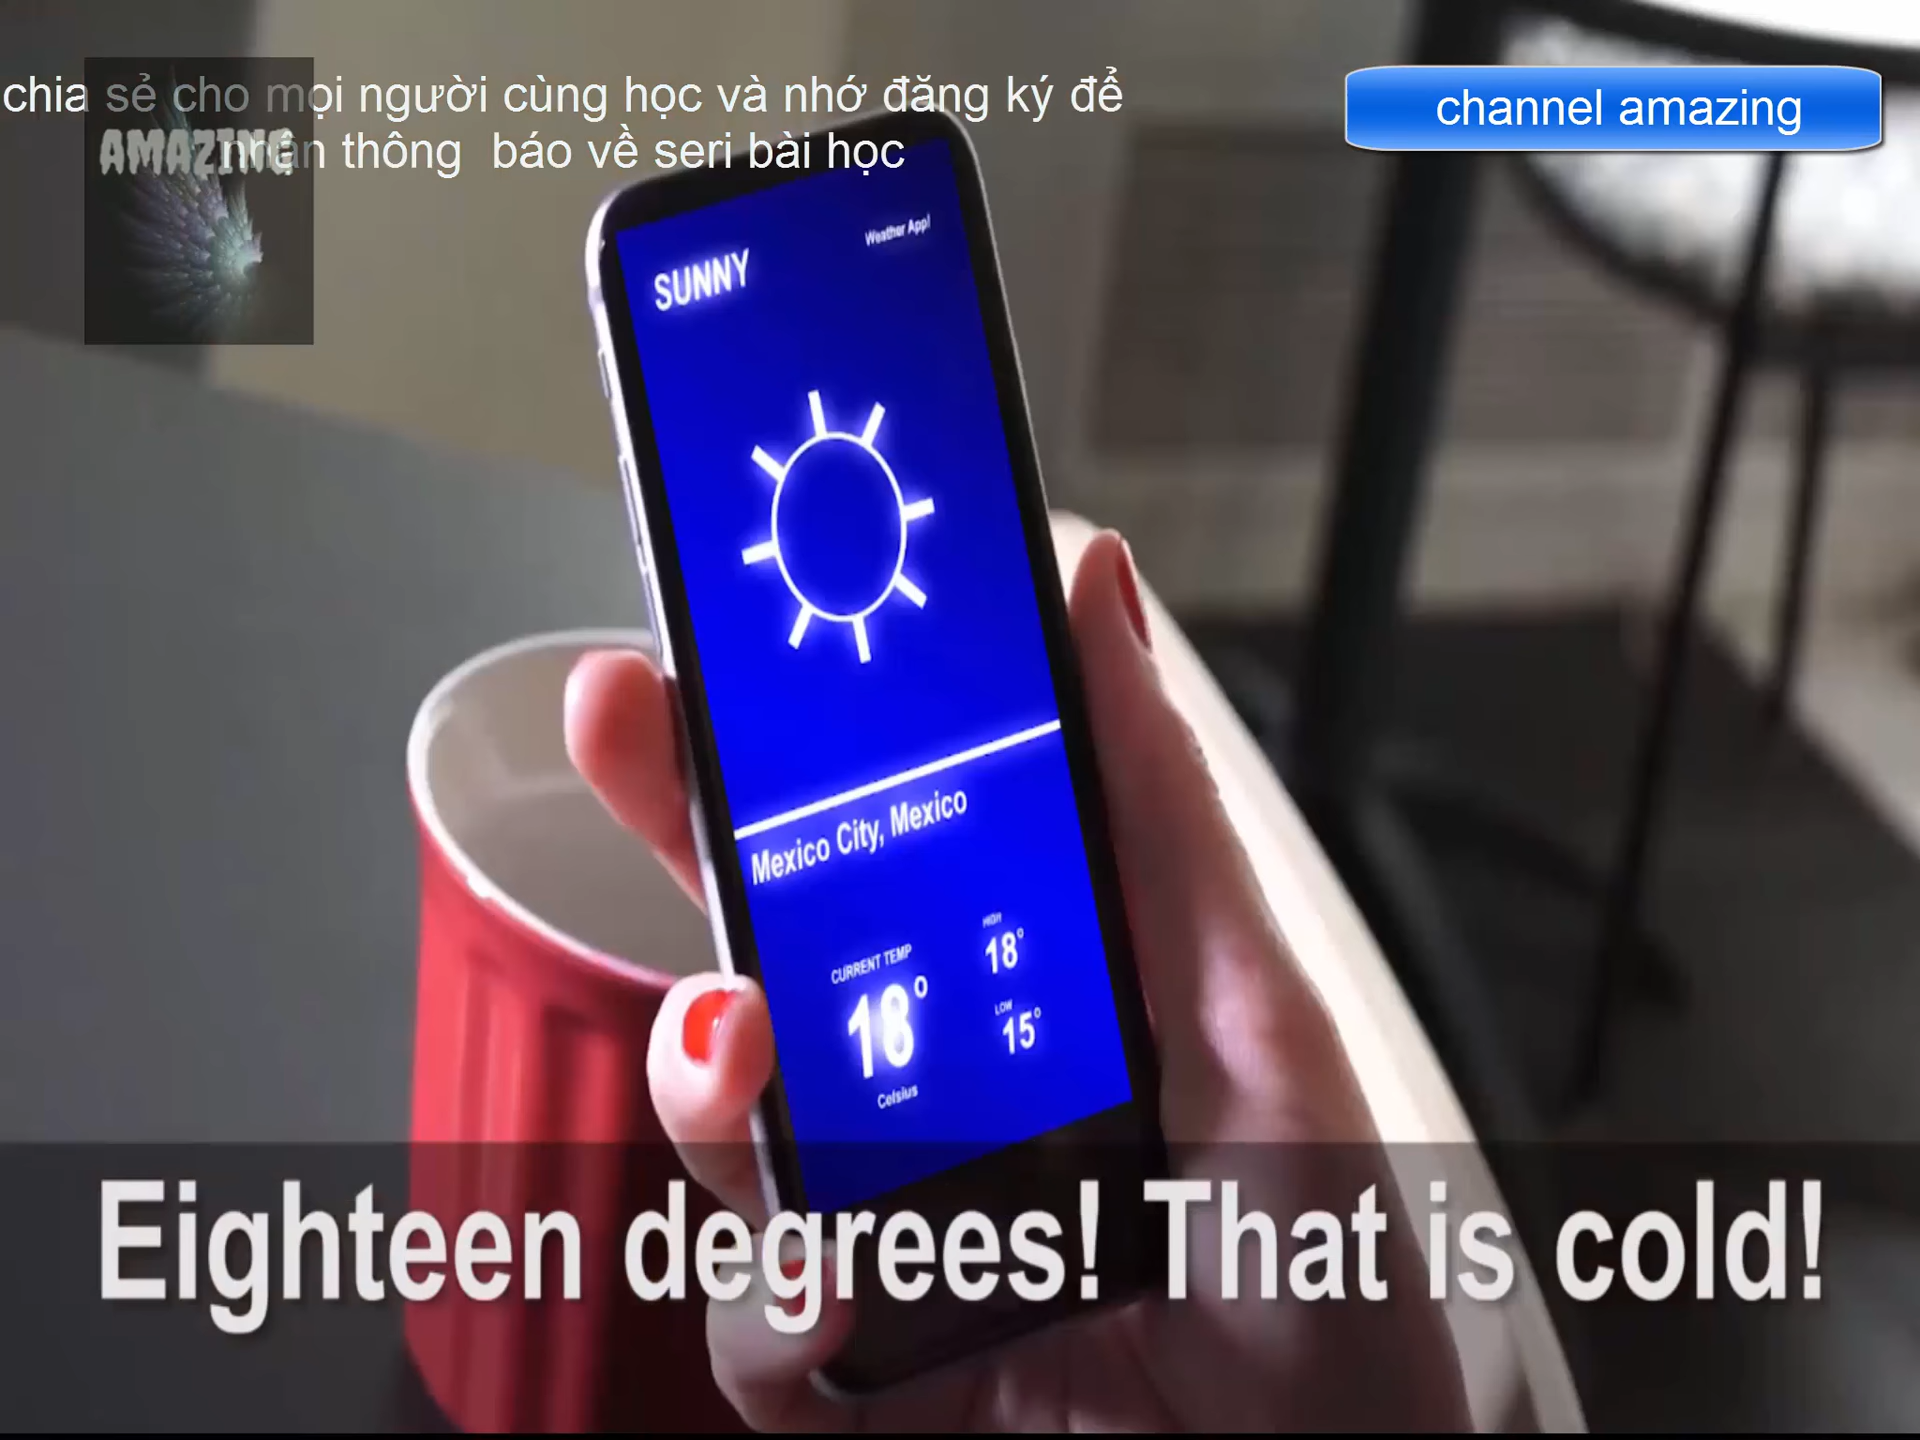 chia sẻ cho mọi người cùng học và nhớ đăng ký để
nhận thông báo về seri bài học
AMAZING
channel amazing
Weather App!
SUNNY
Mexico City, Mexico
CURRENT TEMP
18°
Celsius
HIGH
18°
LOW
15°
Eighteen degrees! That is cold!